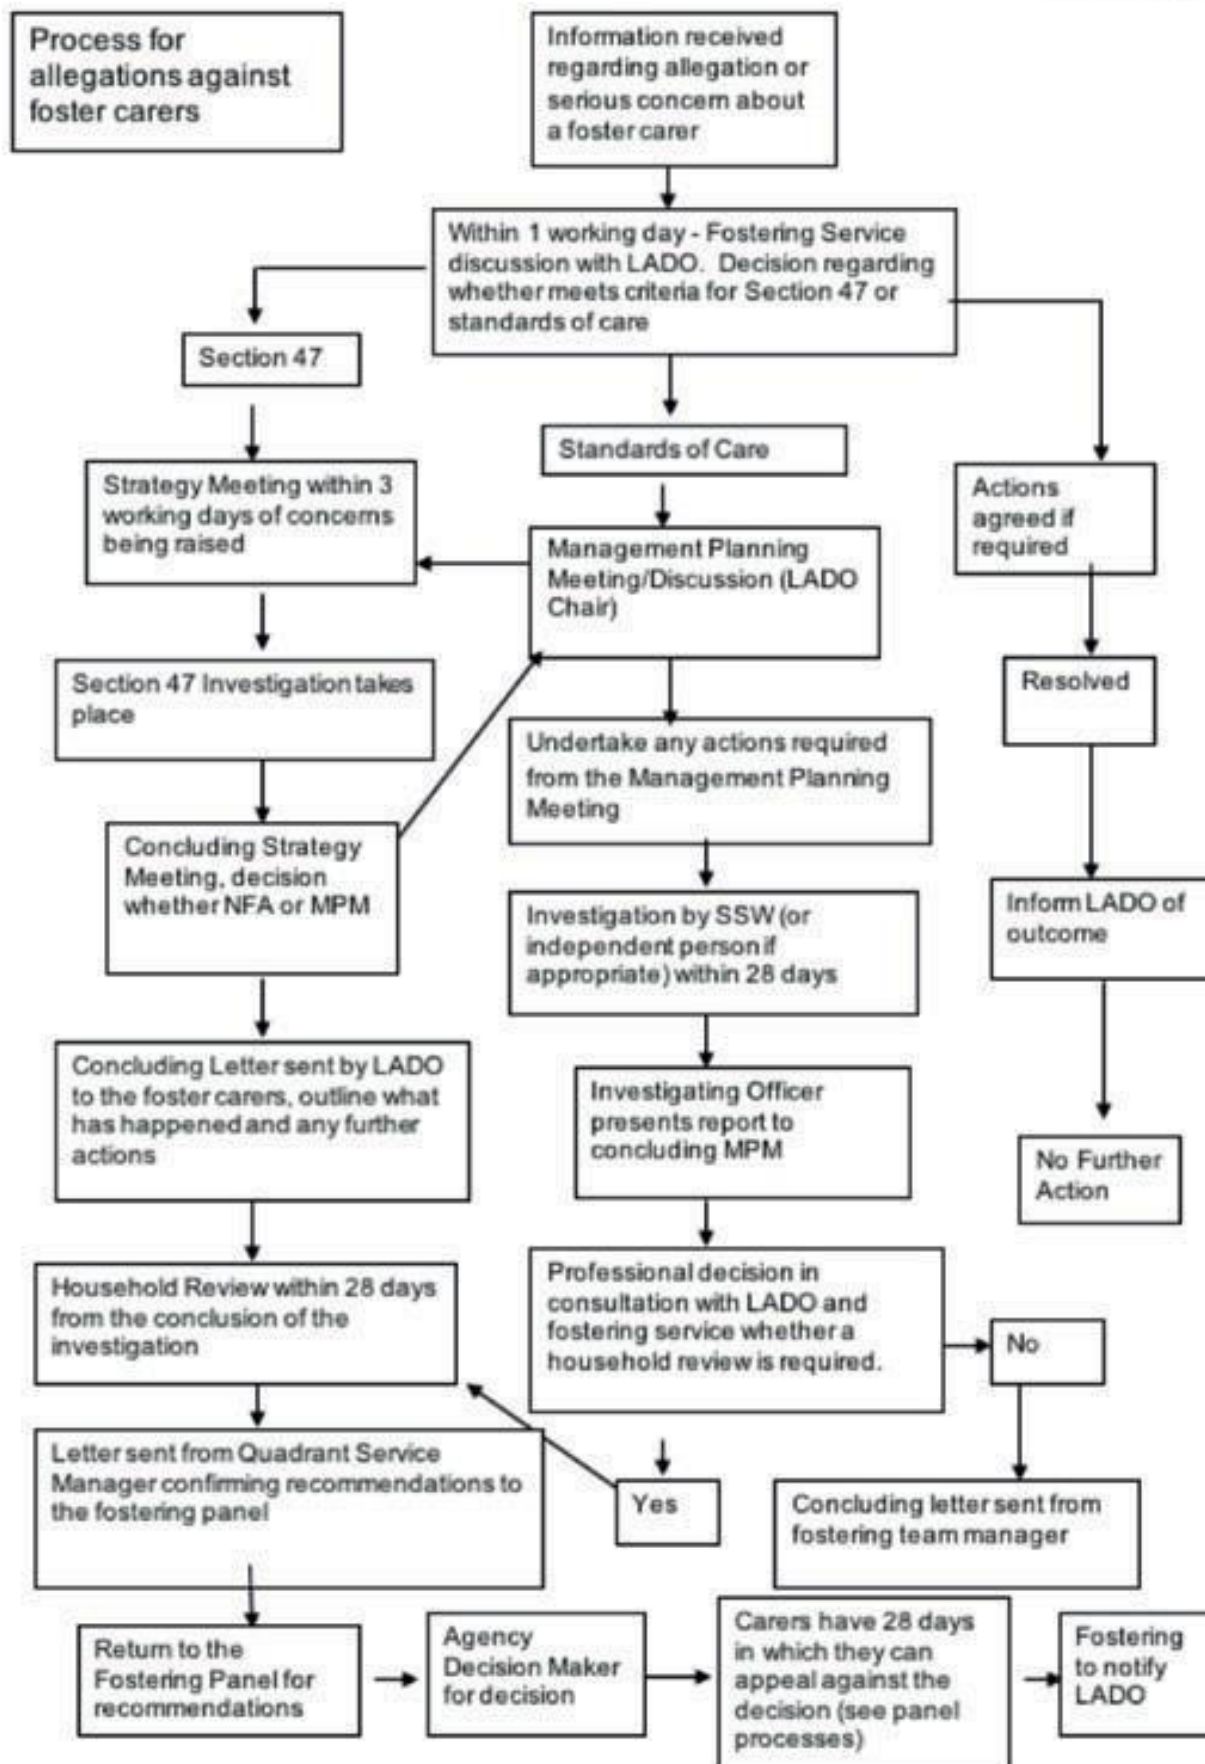 Process for
allegations against
foster carers
Information received
regarding allegation or
serious concern about
a foster carer
Within 1 working day - Fostering Service
discussion with LADO. Decision regarding
whether meets criteria for Section 47 or
standards of care
Section 47
Standards of Care
Strategy Meeting within 3
working days of concerns
being raised
Actions
agreed if
required
Management Planning
Meeting/Discussion (LADO
Chair)
Section 47 Investigation takes
place
Resolved
Undertake any actions required
from the Management Planning
Meeting
Concluding Strategy
Meeting, decision
whether NFA or MPM
Investigation by SSW (or
independent person if
appropriate) within 28 days
Inform LADO of
outcome
Concluding Letter sent by LADO
to the foster carers, outline what
has happened and any further
actions
Investigating Officer
presents report to
concluding MPM
No Further
Action
Household Review within 28 days
from the conclusion of the
investigation
Professional decision in
consultation with LADO and
fostering service whether a
household review is required.
No
Letter sent from Quadrant Service
Manager confirming recommendations to
the fostering panel
Yes
Concluding letter sent from
fostering team manager
Return to the
Fostering Panel for
recommendations
Agency
Decision Maker
for decision
Carers have 28 days
in which they can
appeal against the
decision (see panel
processes)
Fostering
to notify
LADO